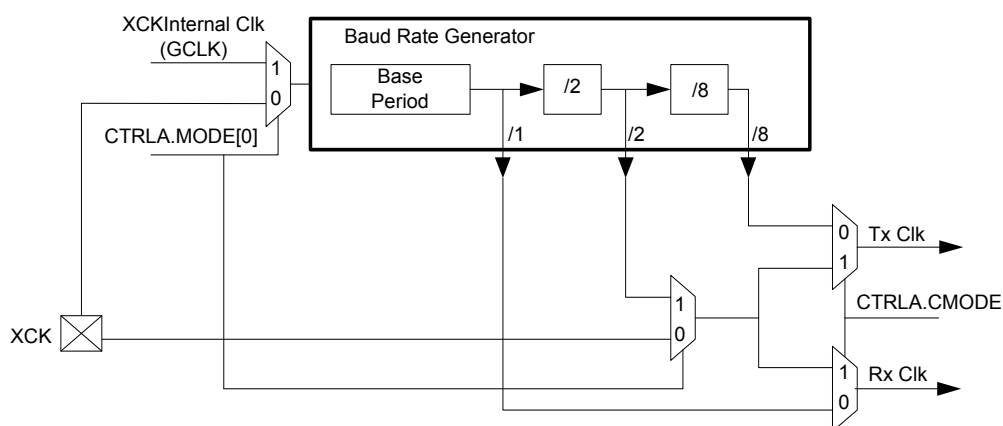 XCKInternal Clk
(GCLK)
Baud Rate Generator
1
0
Base
Period
/2
/8
CTRLA.MODE[0]
/1
/2
/8
0
Tx Clk
1
1
0
CTRLA.CMODE
XCK
1
Rx Clk
0